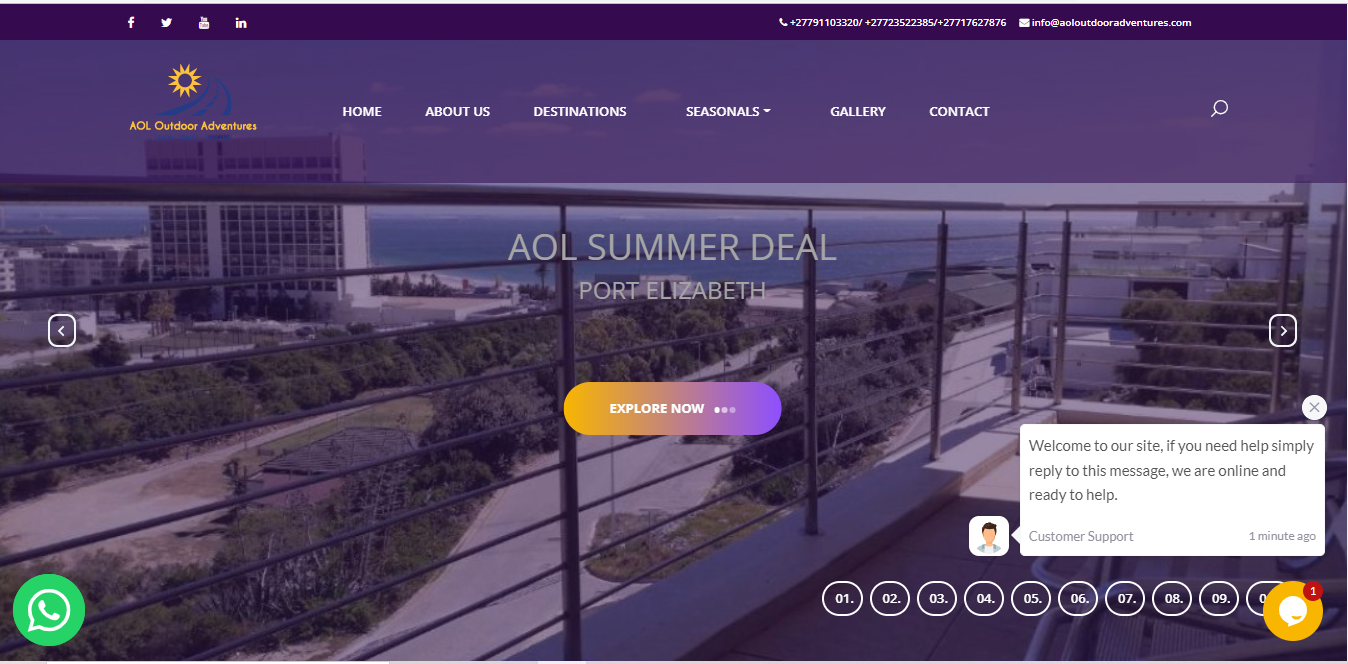 +27791103320/ +27723522385/+27717627876 info@aoloutdooradventures.com
AOL Outdoor Adventures
HOME ABOUT US DESTINATIONS SEASONALS GALLERY CONTACT
AOL SUMMER DEAL
PORT ELIZABETH
EXPLORE NOW
Welcome to our site, if you need help simply
reply to this message, we are online and
ready to help.
Customer Support 1 minute ago
01. 02. 03. 04. 05. 06. 07. 08. 09.
1